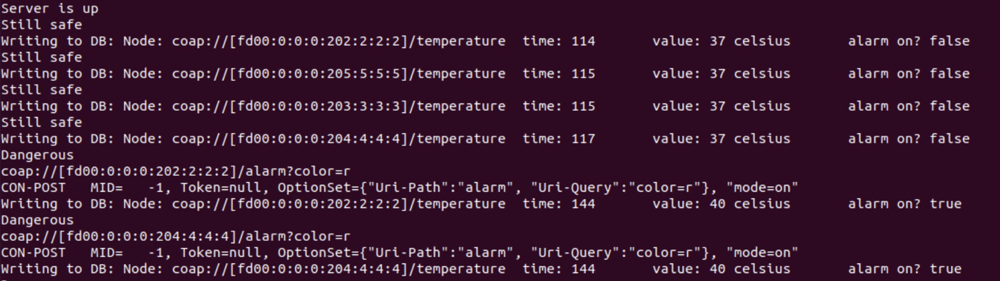 Server is up
Still safe
Writing to DB: Node: coap://[fd00:0:0:0:202:2:2:2]/temperature  time: 114       value: 37 celsius       alarm on? false
Still safe
Writing to DB: Node: coap://[fd00:0:0:0:205:5:5:5]/temperature  time: 115       value: 37 celsius       alarm on? false
Still safe
Writing to DB: Node: coap://[fd00:0:0:0:203:3:3:3]/temperature  time: 115       value: 37 celsius       alarm on? false
Still safe
Writing to DB: Node: coap://[fd00:0:0:0:204:4:4:4]/temperature  time: 117       value: 37 celsius       alarm on? false
Dangerous
coap://[fd00:0:0:0:202:2:2:2]/alarm?color=r
CON-POST   MID=   -1, Token=null, OptionSet={"Uri-Path":"alarm", "Uri-Query":"color=r"}, "mode=on"
Writing to DB: Node: coap://[fd00:0:0:0:202:2:2:2]/temperature  time: 144       value: 40 celsius       alarm on? true
Dangerous
coap://[fd00:0:0:0:204:4:4:4]/alarm?color=r
CON-POST   MID=   -1, Token=null, OptionSet={"Uri-Path":"alarm", "Uri-Query":"color=r"}, "mode=on"
Writing to DB: Node: coap://[fd00:0:0:0:204:4:4:4]/temperature  time: 144       value: 40 celsius       alarm on? true